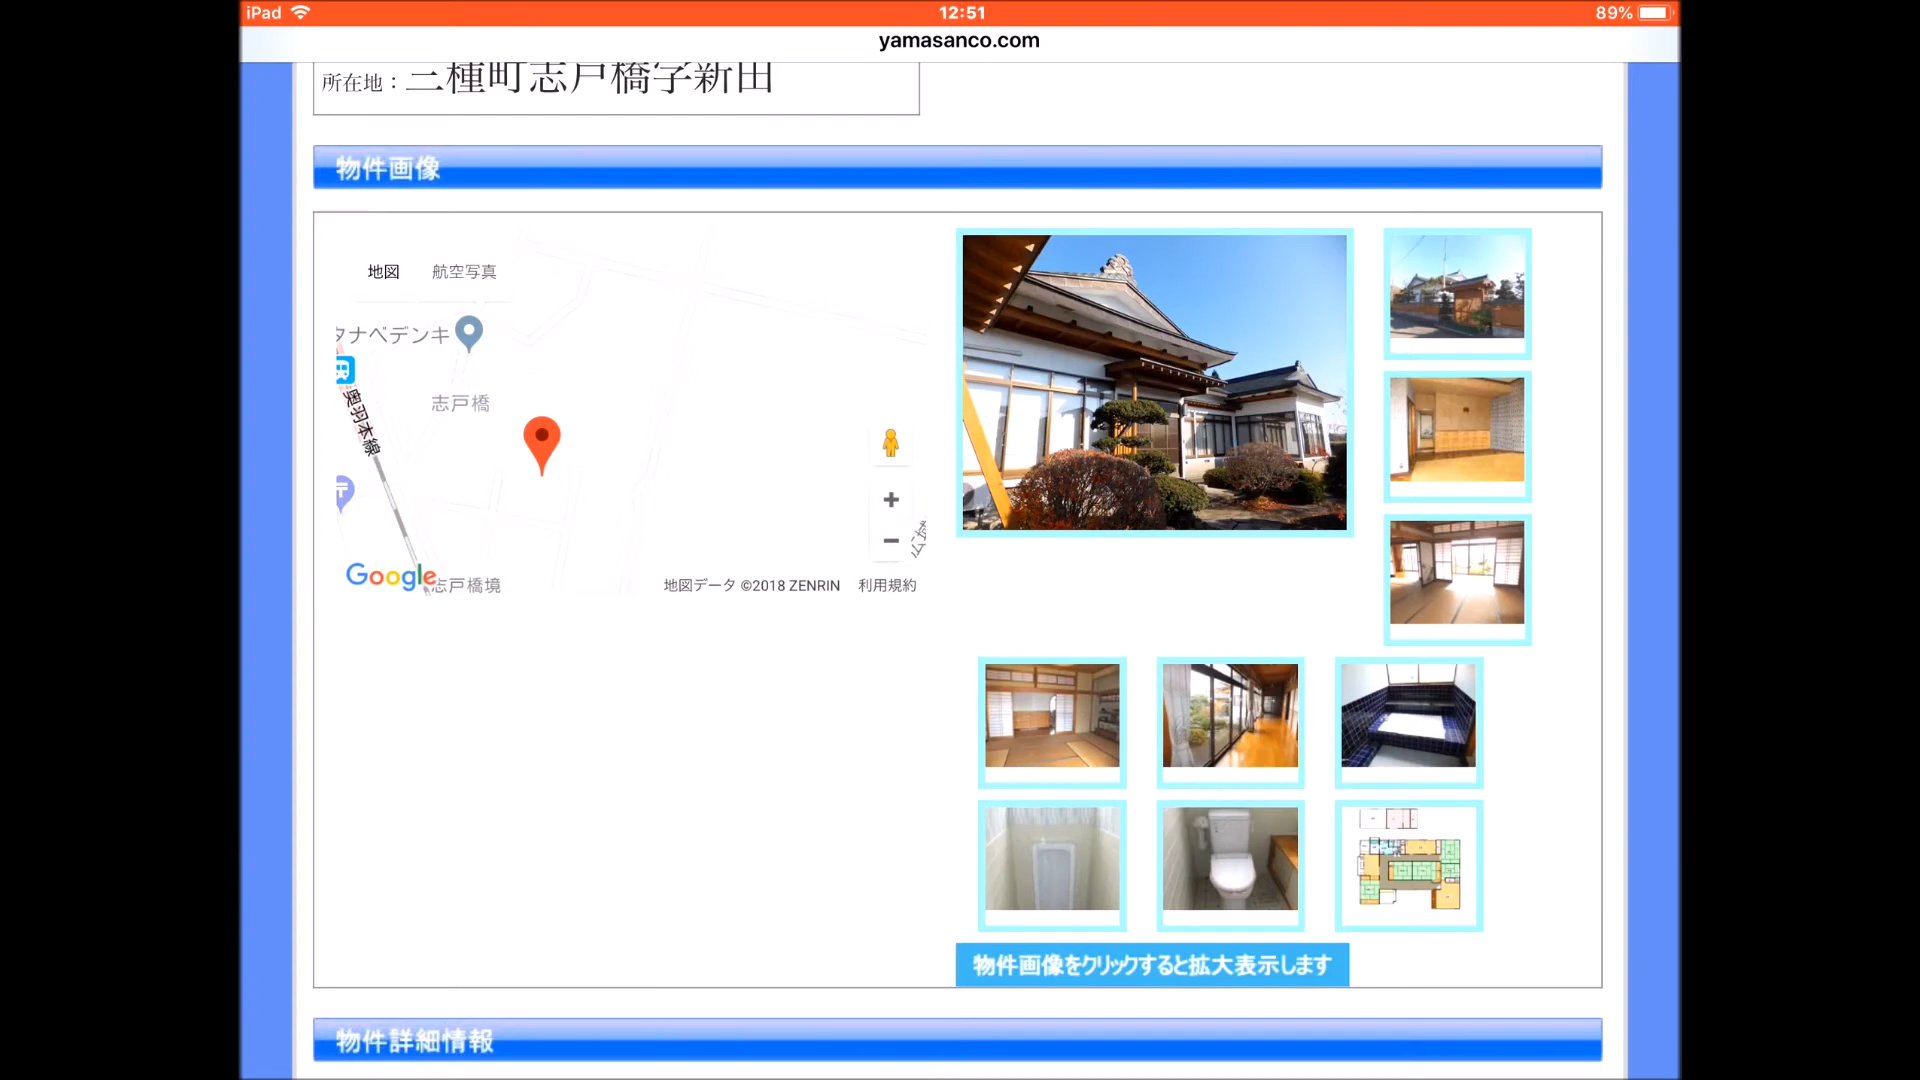 iPad 12:51 89%
yamasanco.com
所在地：三種町志戸橋字新田
物件画像
地図 航空写真
タナベデンキ
奥羽本線
志戸橋
〒
Google
志戸橋境
地図データ ©2018 ZENRIN 利用規約
物件画像をクリックすると拡大表示します
物件詳細情報